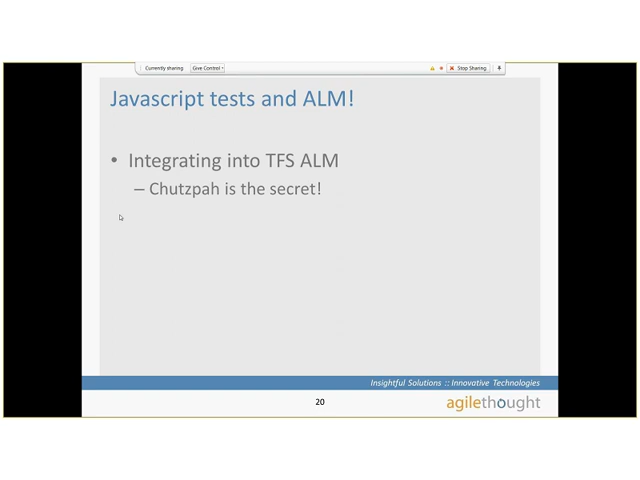 Currently sharing Give Control Stop Sharing
Javascript tests and ALM!
• Integrating into TFS ALM
– Chutzpah is the secret!
Insightful Solutions :: Innovative Technologies
20
agilethought